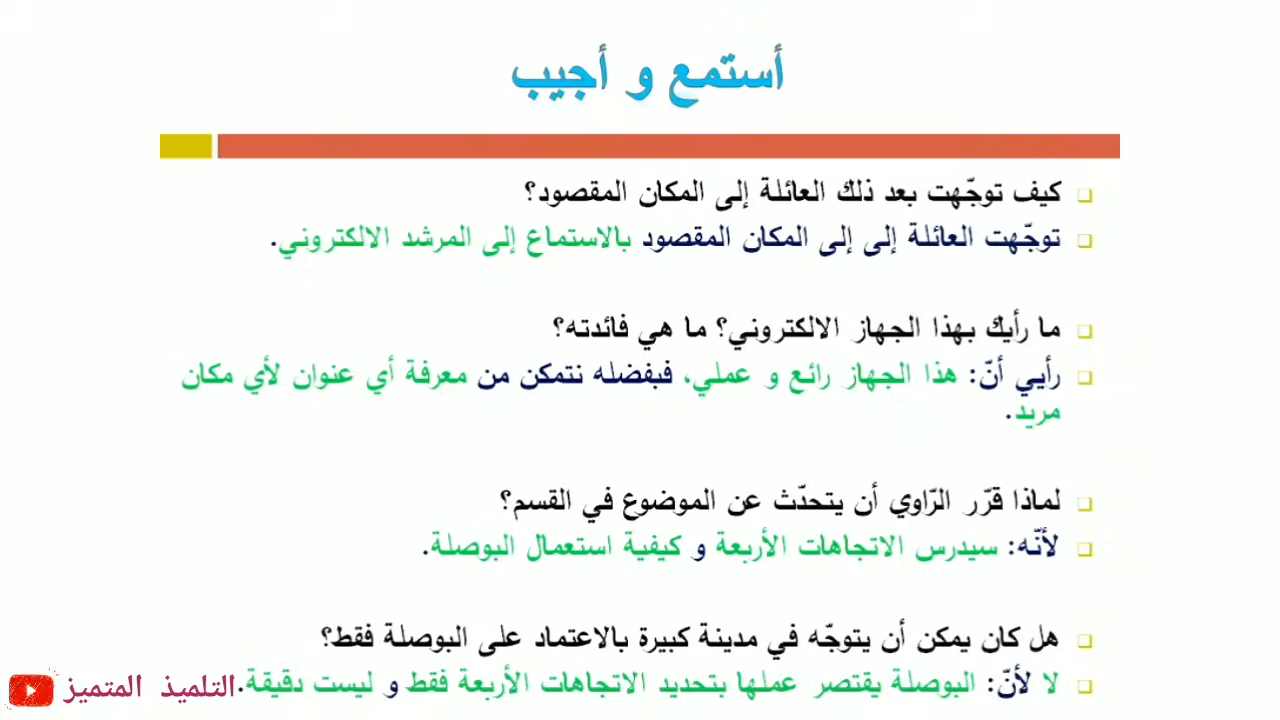 أستمع و أجيب
كيف توجّهت بعد ذلك العائلة إلى المكان المقصود؟
توجّهت العائلة إلى إلى المكان المقصود بالاستماع إلى المرشد الالكتروني.
ما رأيك بهذا الجهاز الالكتروني؟ ما هي فائدته؟
رأيي أنّ: هذا الجهاز رائع و عملي، فبفضله نتمكن من معرفة أي عنوان لأي مكان
مريد.
لماذا قرّر الرّاوي أن يتحدّث عن الموضوع في القسم؟
لأنّه: سيدرس الاتجاهات الأربعة و كيفية استعمال البوصلة.
هل كان يمكن أن يتوجّه في مدينة كبيرة بالاعتماد على البوصلة فقط؟
لا لأنّ: البوصلة يقتصر عملها بتحديد الاتجاهات الأربعة فقط و ليست دقيقة.
التلميذ المتميز